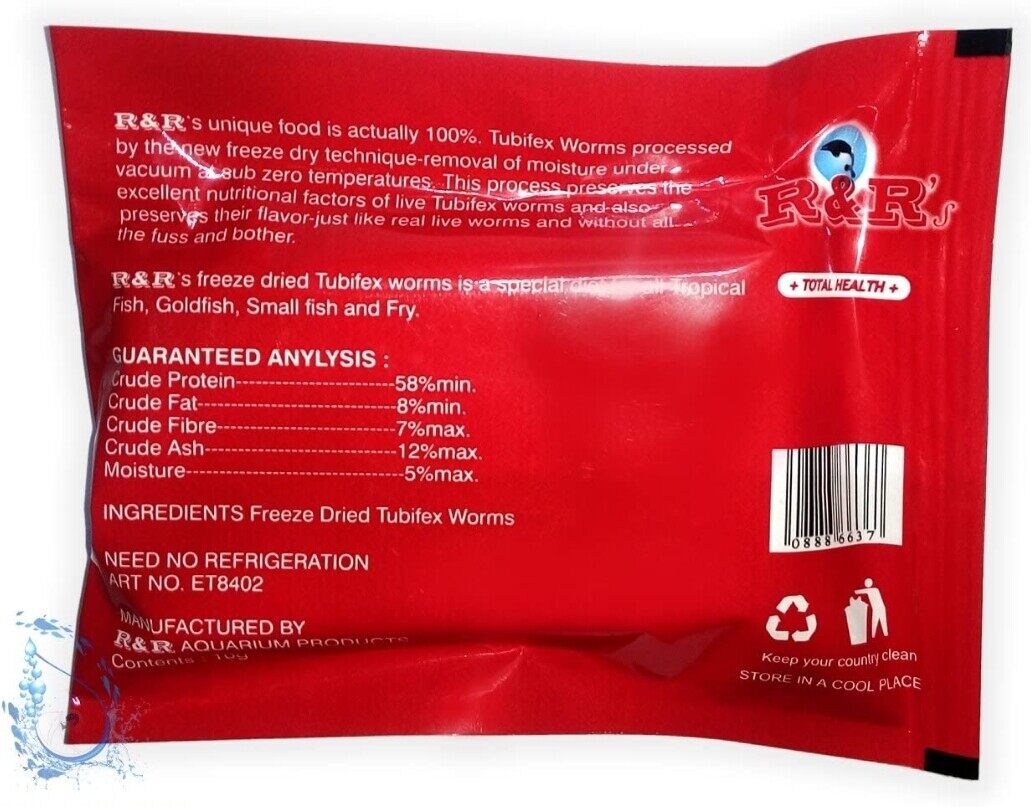 R&R's unique food is actually 100%. Tubifex Worms processed
by the new freeze dry technique-removal of moisture under
vacuum at sub zero temperatures. This process preserves the
excellent nutritional factors of live Tubifex worms and also
preserves their flavor-just like real live worms and without all
the fuss and bother.
R&R's freeze dried Tubifex worms is a special Tropical
Fish, Goldfish, Small fish and Fry.
GUARANTEED ANYLYSIS :
Crude Protein------------------------58%min.
Crude Fat------------------------------8%min.
Crude Fibre---------------------------7%max.
Crude Ash-----------------------------12%max.
Moisture---------------------------------5%max.
INGREDIENTS Freeze Dried Tubifex Worms
NEED NO REFRIGERATION
ART NO. ET8402
MANUFACTURED BY
R&R AQUARIUM PRODUCTS
Contents : 10g
R&R's
+ TOTAL HEALTH +
0888 6637
Keep your country clean
STORE IN A COOL PLACE